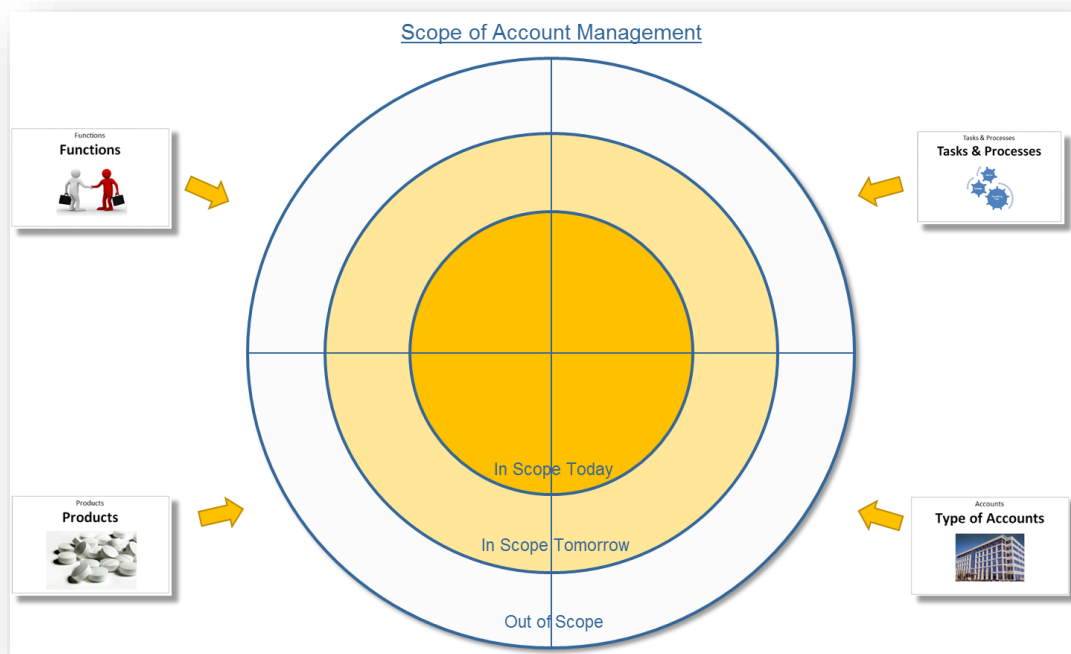 Scope of Account Management
Functions
Functions
Tasks & Processes
Tasks & Processes
In Scope Today
Products
Products
Accounts
Type of Accounts
In Scope Tomorrow
Out of Scope